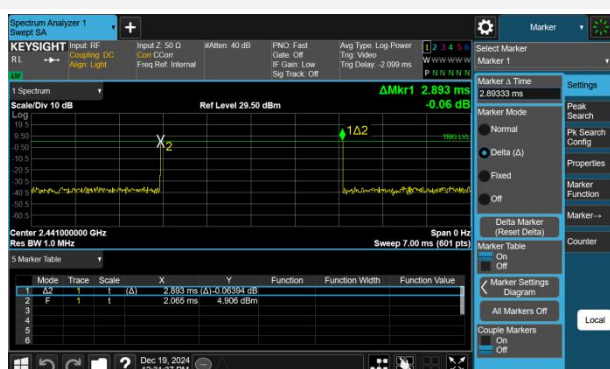 Spectrum Analyzer 1
Swept SA
Marker
KEYSIGHT
Input: RF
Coupling: DC
Align: Light
Input Z: 50 Ω
Corr CCorr
Freq Ref: Internal
#Atten: 40 dB
PNO: Fast
Gate: Off
IF Gain: Low
Sig Track: Off
Avg Type: Log-Power
Trig: Video
Trig Delay: -2.099 ms
1 2 3 4 5 6
W W W W W W
P N N N N N
RL
Select Marker
Marker 1
1 Spectrum
Scale/Div 10 dB
Log
Ref Level 29.50 dBm
ΔMkr1 2.893 ms
-0.06 dB
19.5
9.50
-0.500
-10.5
-20.5
-30.5
-40.5
-50.5
-60.5
X2
1Δ2
TRIG LVL
Center 2.441000000 GHz
Res BW 1.0 MHz
Span 0 Hz
Sweep 7.00 ms (601 pts)
5 Marker Table
Mode Trace Scale X Y Function Function Width Function Value
1 Δ2 1 t (Δ) 2.893 ms (Δ) -0.06394 dB
2 F 1 t 2.065 ms 4.906 dBm
3
4
5
6
Marker Δ Time
2.89333 ms
Marker Mode
Normal
Delta (Δ)
Fixed
Off
Delta Marker
(Reset Delta)
Marker Table
On
Off
Marker Settings
Diagram
All Markers Off
Couple Markers
On
Off
Settings
Peak
Search
Pk Search
Config
Properties
Marker
Function
Marker→
Counter
Local
Dec 19, 2024